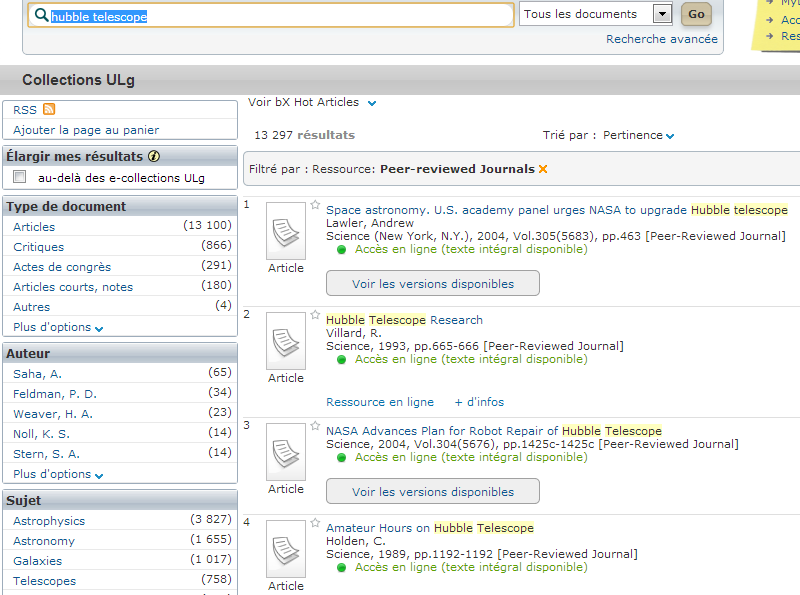 hubble telescope
Tous les documents
Go
Recherche avancée
Acc
Res
Collections ULg
RSS
Ajouter la page au panier
Élargir mes résultats
au-delà des e-collections ULg
Type de document
Articles (13 100)
Critiques (866)
Actes de congrès (291)
Articles courts, notes (180)
Autres (4)
Plus d'options
Auteur
Saha, A. (65)
Feldman, P. D. (34)
Weaver, H. A. (23)
Noll, K. S. (14)
Stern, S. A. (14)
Plus d'options
Sujet
Astrophysics (3 827)
Astronomy (1 655)
Galaxies (1 017)
Telescopes (758)
Voir bX Hot Articles
13 297 résultats
Trié par : Pertinence
Filtré par : Ressource: Peer-reviewed Journals
1
Article
Space astronomy. U.S. academy panel urges NASA to upgrade Hubble telescope
Lawler, Andrew
Science (New York, N.Y.), 2004, Vol.305(5683), pp.463 [Peer-Reviewed Journal]
Accès en ligne (texte intégral disponible)
Voir les versions disponibles
2
Article
Hubble Telescope Research
Villard, R.
Science, 1993, pp.665-666 [Peer-Reviewed Journal]
Accès en ligne (texte intégral disponible)
Ressource en ligne + d'infos
3
Article
NASA Advances Plan for Robot Repair of Hubble Telescope
Science, 2004, Vol.304(5676), pp.1425c-1425c [Peer-Reviewed Journal]
Accès en ligne (texte intégral disponible)
Voir les versions disponibles
4
Article
Amateur Hours on Hubble Telescope
Holden, C.
Science, 1989, pp.1192-1192 [Peer-Reviewed Journal]
Accès en ligne (texte intégral disponible)